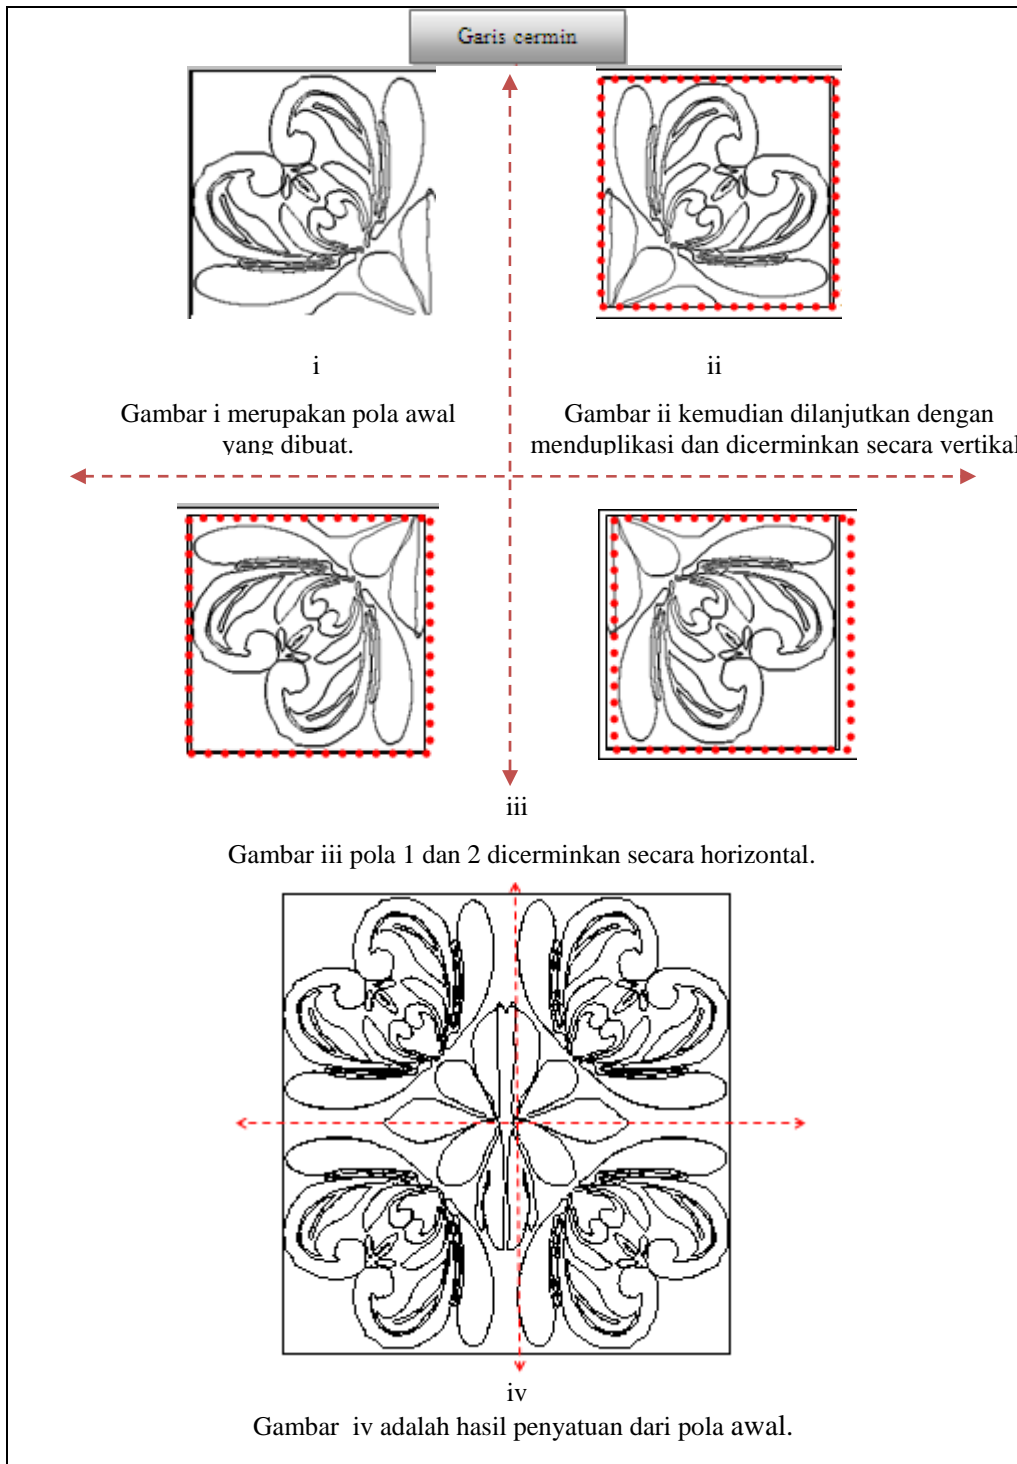 Garis cermin
i
Gambar i merupakan pola awal
yang dibuat.
ii
Gambar ii kemudian dilanjutkan dengan
menduplikasi dan dicerminkan secara vertikal
iii
Gambar iii pola 1 dan 2 dicerminkan secara horizontal.
iv
Gambar iv adalah hasil penyatuan dari pola awal.